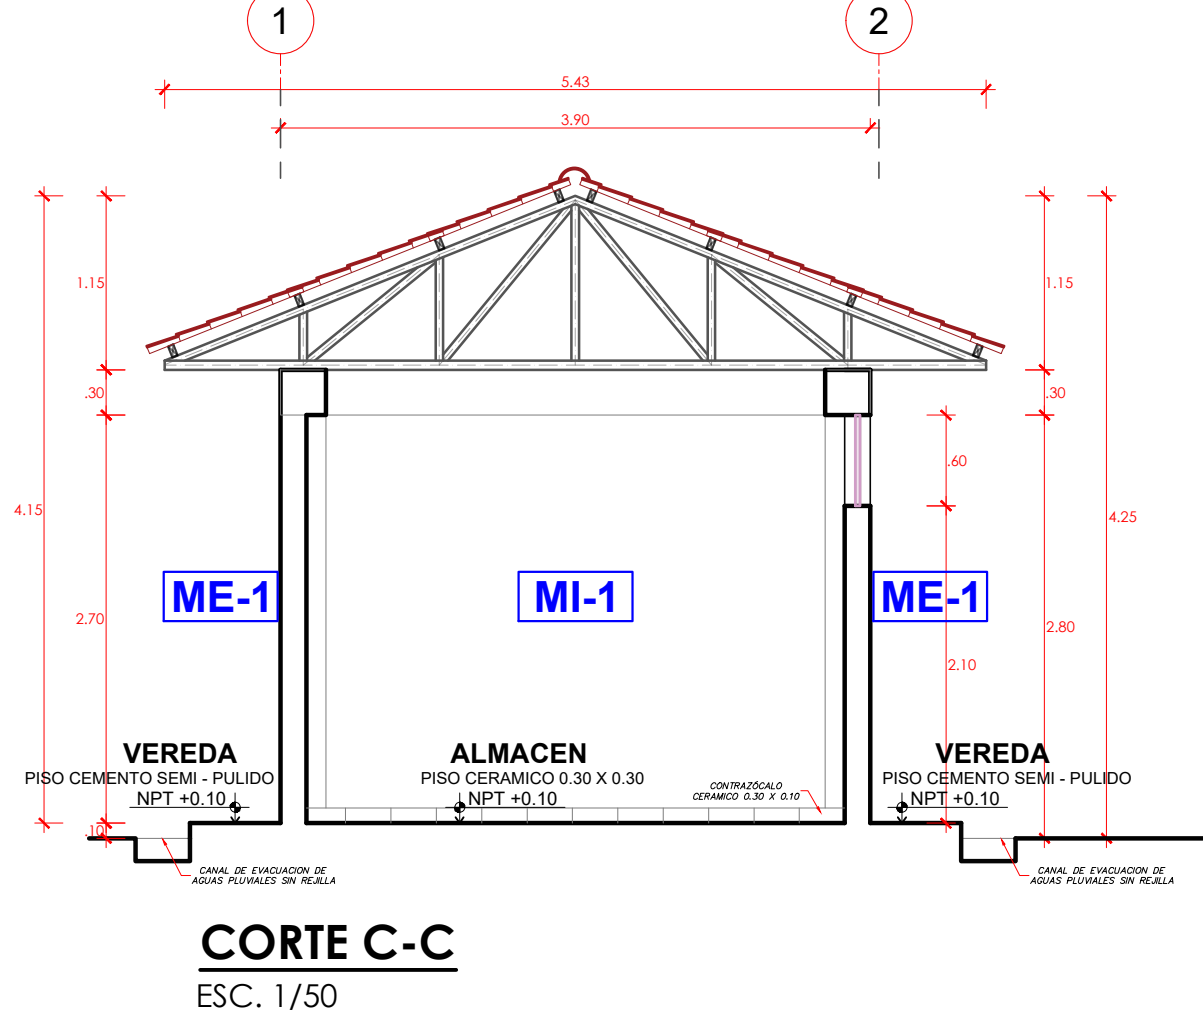 1
2
5.43
3.90
1.15
1.15
.30
.30
.60
4.15
4.25
ME-1
MI-1
ME-1
2.70
2.80
2.10
VEREDA
PISO CEMENTO SEMI - PULIDO
NPT +0.10
ALMACEN
PISO CERAMICO 0.30 X 0.30
NPT +0.10
CONTRAZÓCALO
CERAMICO 0.30 X 0.10
VEREDA
PISO CEMENTO SEMI - PULIDO
NPT +0.10
.10
CANAL DE EVACUACION DE
AGUAS PLUVIALES SIN REJILLA
CANAL DE EVACUACION DE
AGUAS PLUVIALES SIN REJILLA
CORTE C-C
ESC. 1/50